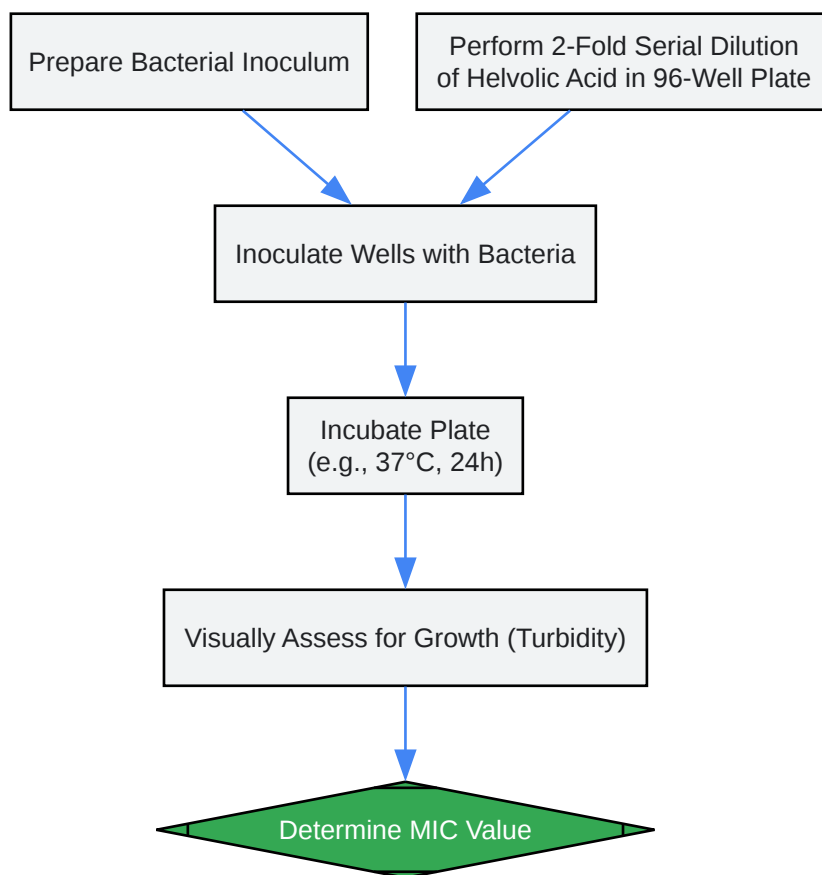 Prepare Bacterial Inoculum
Perform 2-Fold Serial Dilution
of Helvolic Acid in 96-Well Plate
Inoculate Wells with Bacteria
Incubate Plate
(e.g., 37°C, 24h)
Visually Assess for Growth (Turbidity)
Determine MIC Value